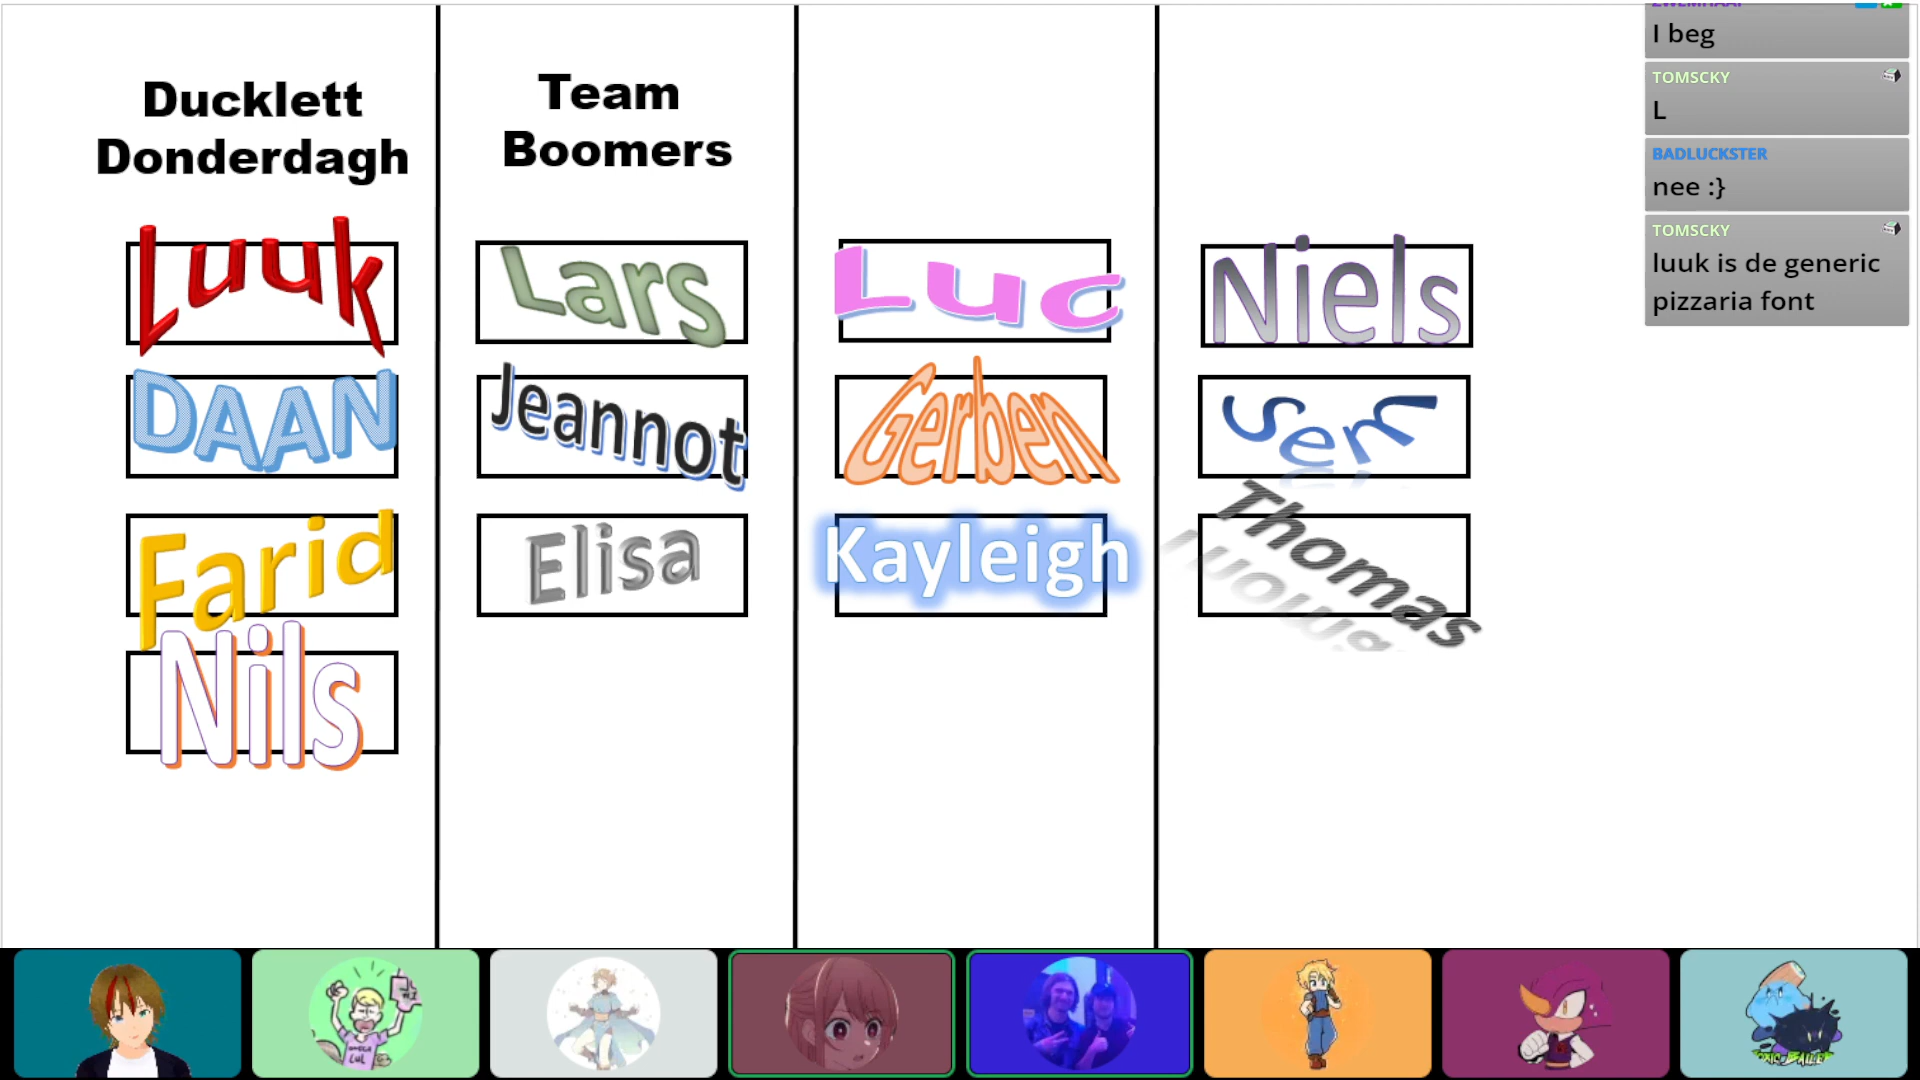 Ducklett
Donderdagh
Luuk
DAAN
Farid
Nils
Team
Boomers
Lars
Jeannot
Elisa
Luc
Gerben
Kayleigh
Niels
Sem
Thomas
I beg
TOMSCKY
L
BADLUCKSTER
nee :}
TOMSCKY
luuk is de generic
pizzaria font